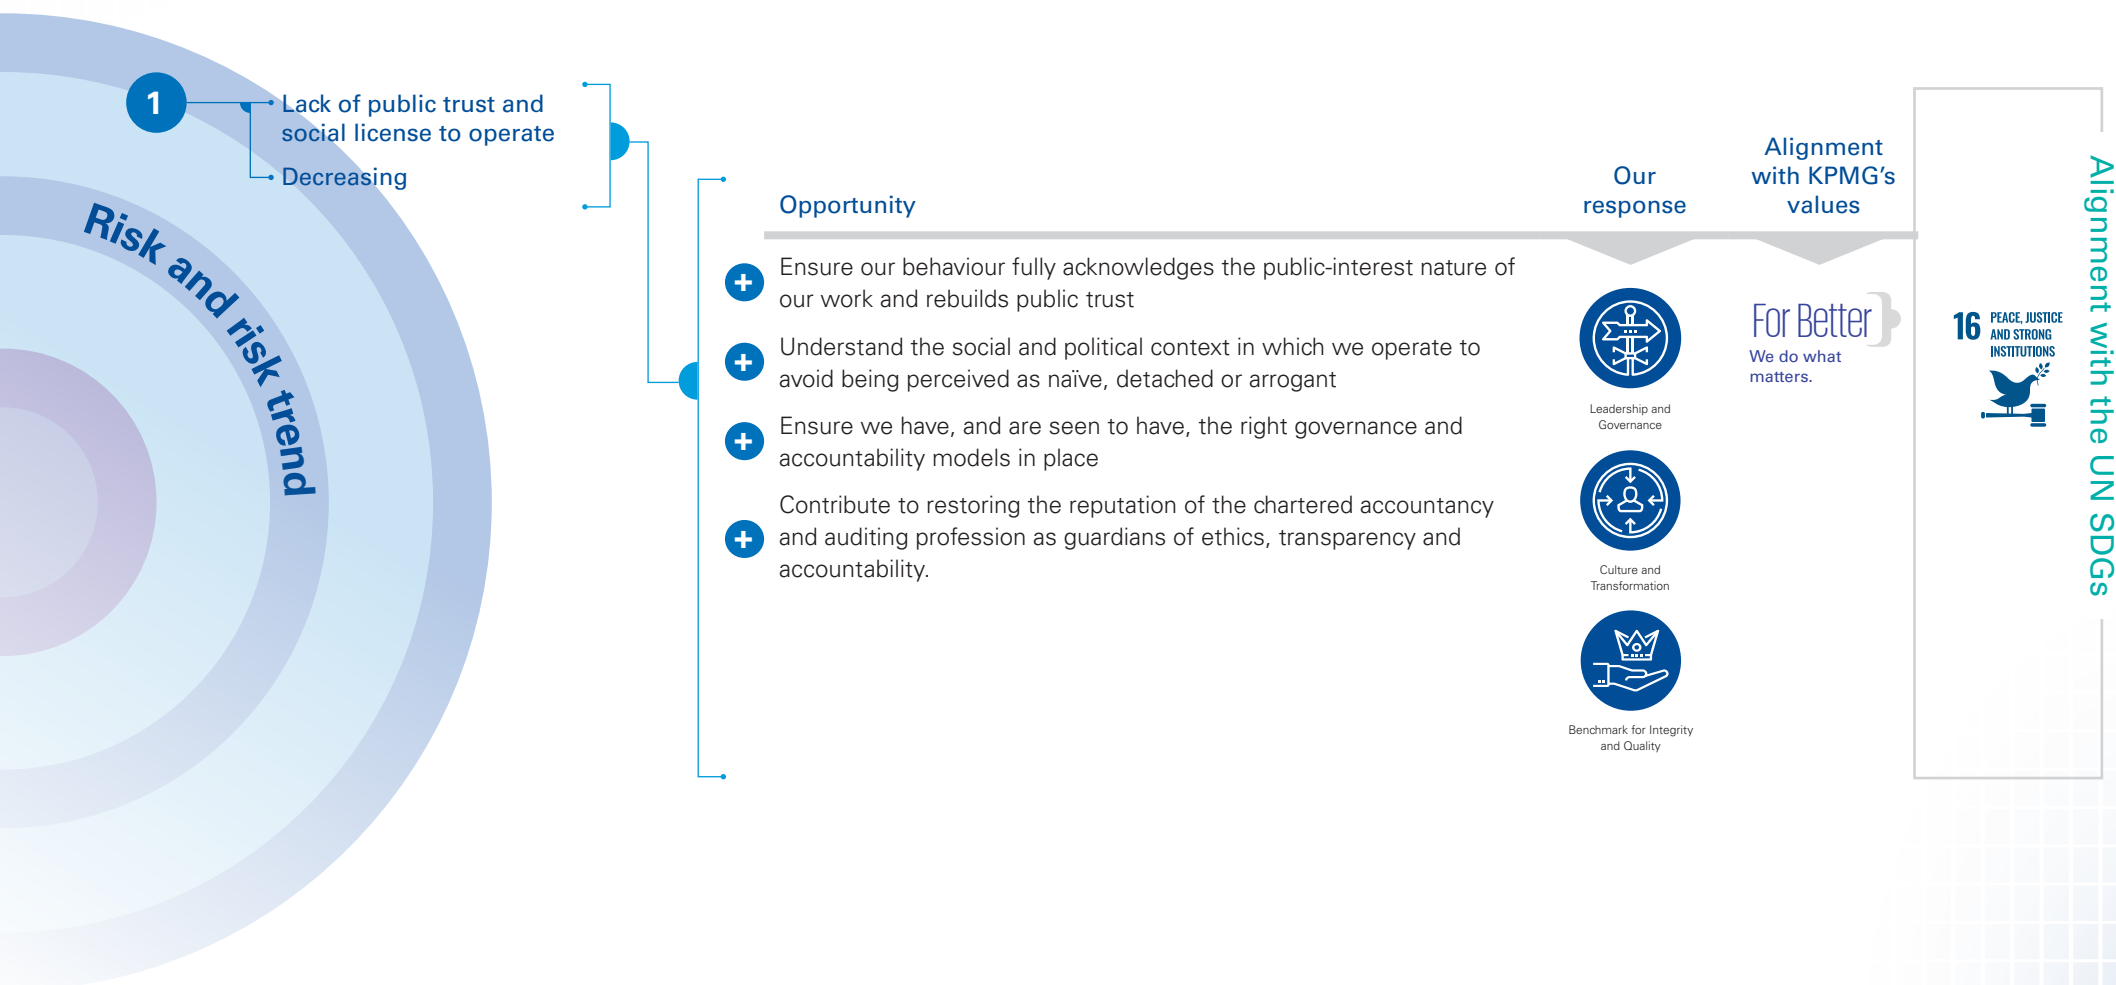 1
Lack of public trust and
social license to operate
Decreasing
Risk and risk trend
Opportunity
Ensure our behaviour fully acknowledges the public-interest nature of
our work and rebuilds public trust
Understand the social and political context in which we operate to
avoid being perceived as naïve, detached or arrogant
Ensure we have, and are seen to have, the right governance and
accountability models in place
Contribute to restoring the reputation of the chartered accountancy
and auditing profession as guardians of ethics, transparency and
accountability.
Our
response
Leadership and
Governance
Culture and
Transformation
Benchmark for Integrity
and Quality
Alignment
with KPMG's
values
For Better
We do what
matters.
16 PEACE, JUSTICE
AND STRONG
INSTITUTIONS
Alignment with the UN SDGs